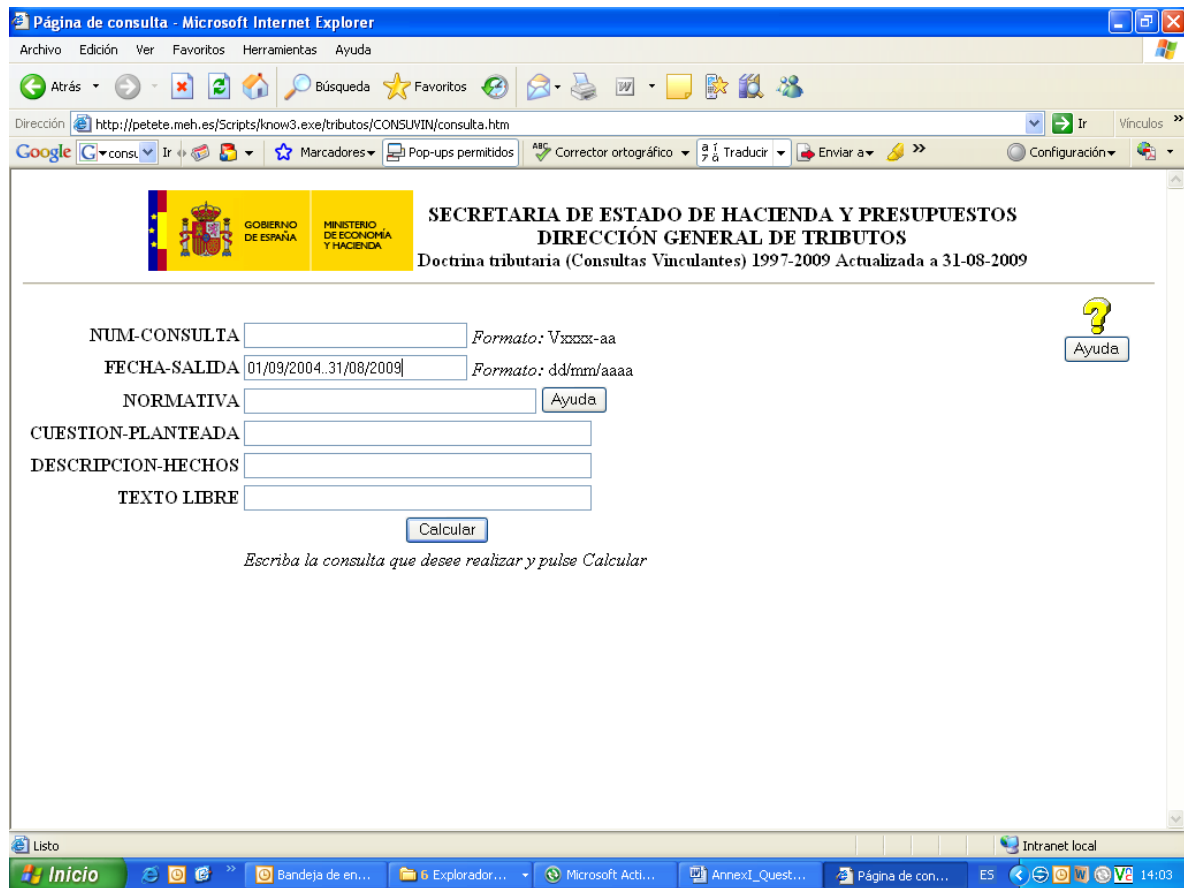 Página de consulta - Microsoft Internet Explorer
Archivo Edición Ver Favoritos Herramientas Ayuda
Atrás Búsqueda Favoritos
Dirección http://petete.meh.es/Scripts/know3.exe/tributos/CONSUVIN/consulta.htm Ir Vínculos »
Google G consu Ir Marcadores Pop-ups permitidos ABC Corrector ortográfico Traducir Enviar a » Configuración
GOBIERNO DE ESPAÑA
MINISTERIO DE ECONOMÍA Y HACIENDA
SECRETARIA DE ESTADO DE HACIENDA Y PRESUPUESTOS
DIRECCIÓN GENERAL DE TRIBUTOS
Doctrina tributaria (Consultas Vinculantes) 1997-2009 Actualizada a 31-08-2009
?
Ayuda
NUM-CONSULTA Formato: Vxxxx-aa
FECHA-SALIDA 01/09/2004..31/08/2009 Formato: dd/mm/aaaa
NORMATIVA Ayuda
CUESTION-PLANTEADA
DESCRIPCION-HECHOS
TEXTO LIBRE
Calcular
Escriba la consulta que desee realizar y pulse Calcular
Listo Intranet local
Inicio » Bandeja de en... 6 Explorador... Microsoft Acti... AnnexI_Quest... Página de con... ES 14:03